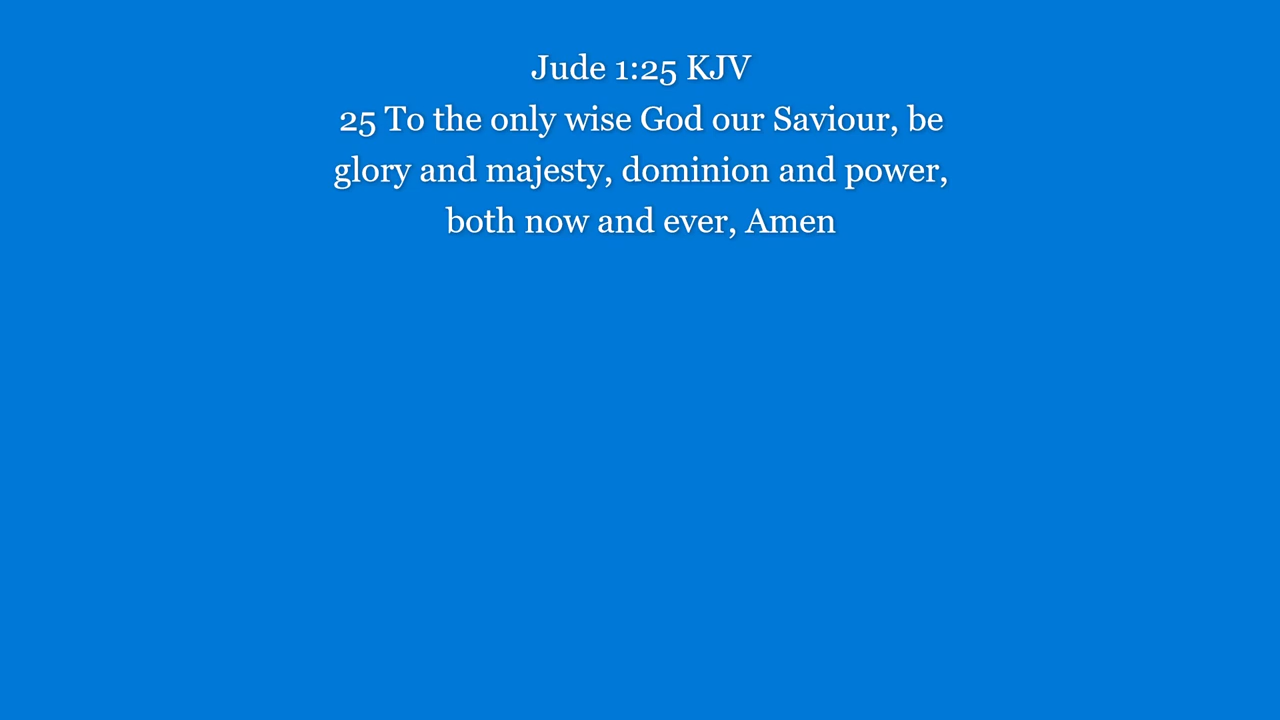 Jude 1:25 KJV
25 To the only wise God our Saviour, be
glory and majesty, dominion and power,
both now and ever, Amen